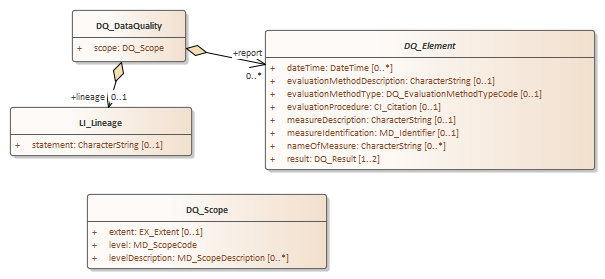 DQ_DataQuality
+ scope: DQ_Scope
+report
0..*
DQ_Element
+ dateTime: DateTime [0..*]
+ evaluationMethodDescription: CharacterString [0..1]
+ evaluationMethodType: DQ_EvaluationMethodTypeCode [0..1]
+ evaluationProcedure: CI_Citation [0..1]
+ measureDescription: CharacterString [0..1]
+ measureIdentification: MD_Identifier [0..1]
+ nameOfMeasure: CharacterString [0..*]
+ result: DQ_Result [1..2]
+lineage 0..1
LI_Lineage
+ statement: CharacterString [0..1]
DQ_Scope
+ extent: EX_Extent [0..1]
+ level: MD_ScopeCode
+ levelDescription: MD_ScopeDescription [0..*]